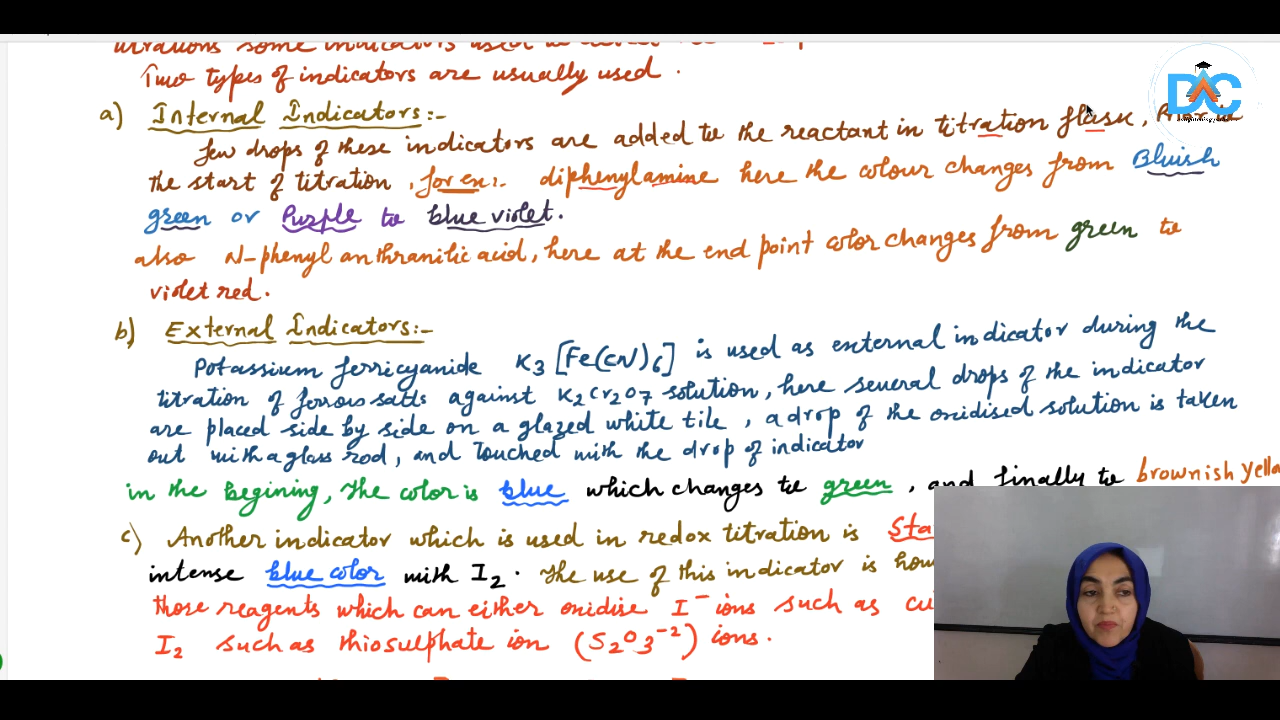 titrations some indicators used to
Two types of indicators are usually used .
DAC
a) Internal Indicators:-
few drops of these indicators are added to the reactant in titration flask,
the start of titration , for ex:- diphenylamine here the colour changes from Bluish
green or Purple to blue violet.
also N-phenyl anthranilic acid, here at the end point color changes from green to
violet red.
b) External Indicators:-
Potassium ferricyanide K3 [Fe(CN)6] is used as external indicator during the
titration of ferrous salts against K2Cr2O7 solution, here several drops of the indicator
are placed side by side on a glazed white tile , a drop of the oxidised solution is taken
out with a glass rod, and touched with the drop of indicator
in the begining, The color is blue which changes to green , and finally to brownish yello
c) Another indicator which is used in redox titration is Sta
intense blue color with I2 . The use of this indicator is how
those reagents which can either oxidise I⁻ ions such as cu
I2 such as thiosulphate ion (S2O3⁻²) ions.